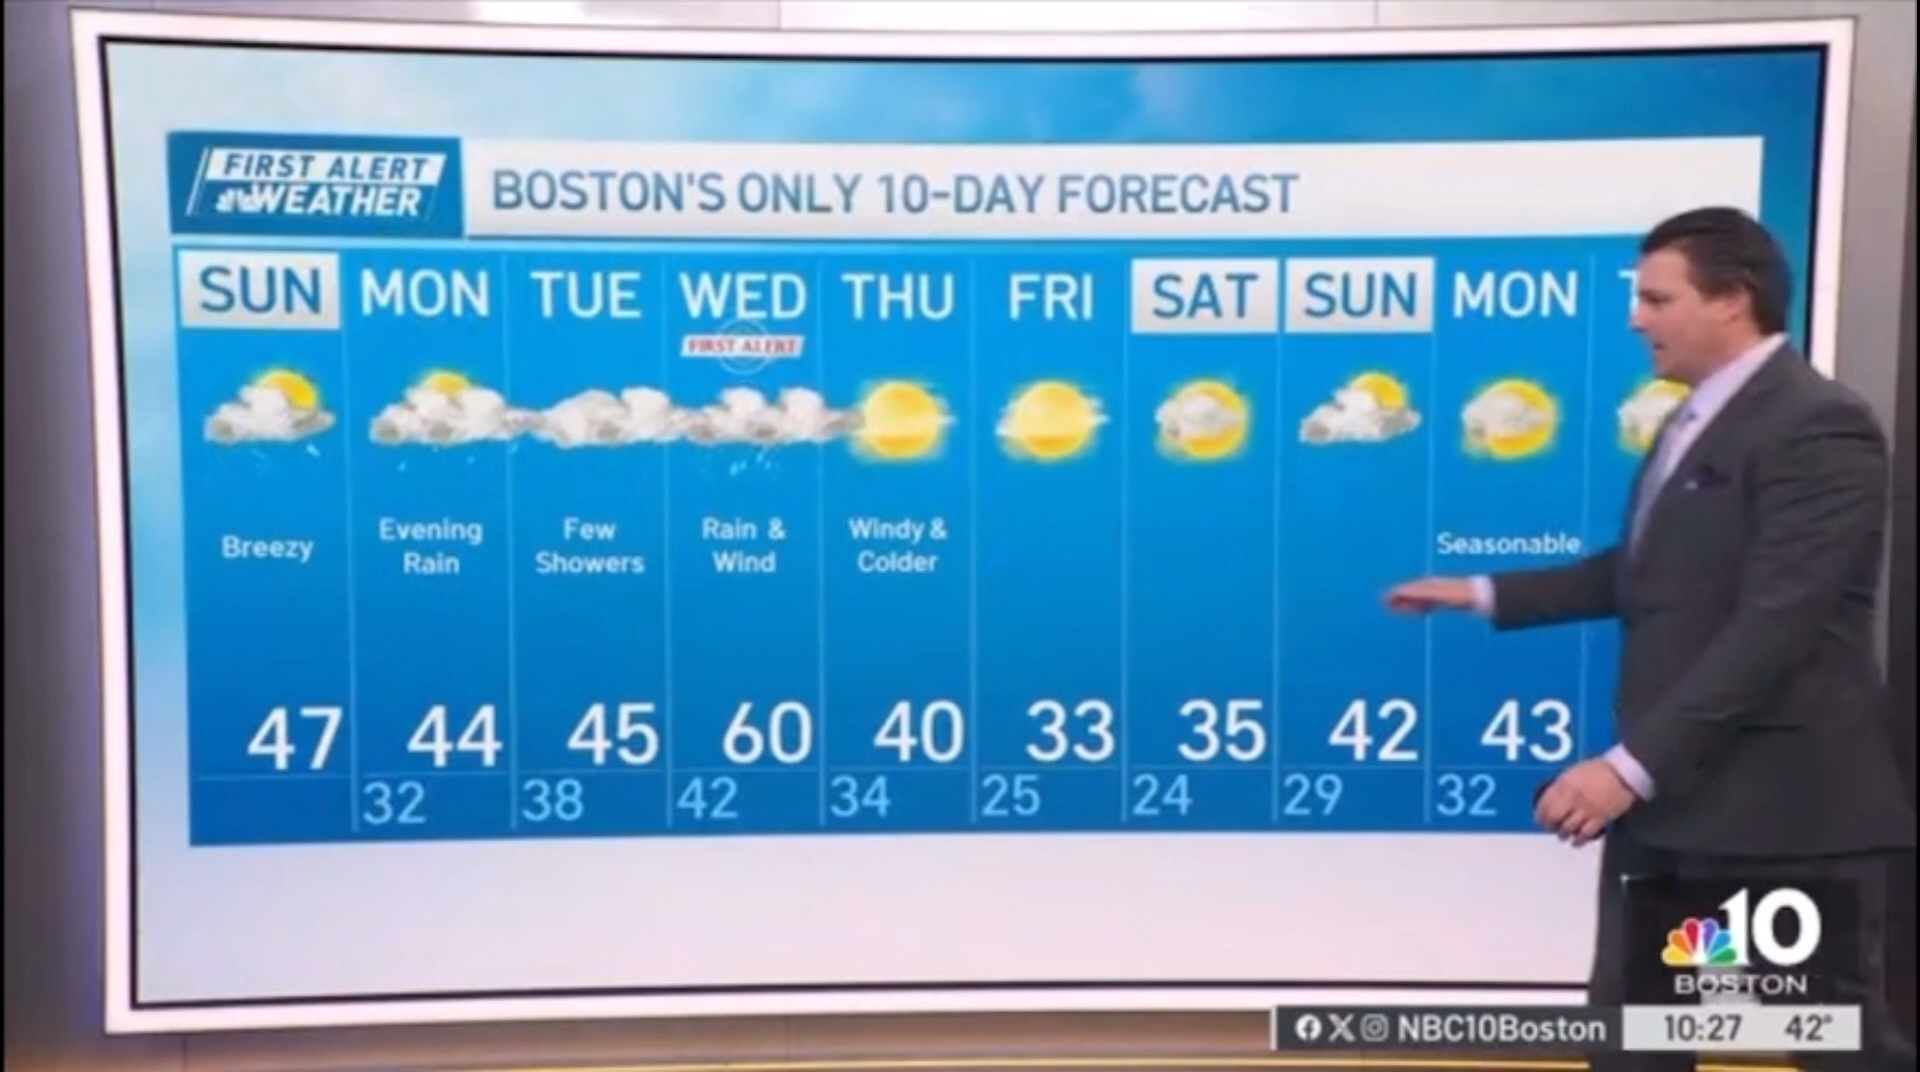 FIRST ALERT
WEATHER
BOSTON'S ONLY 10-DAY FORECAST
SUN MON TUE WED THU FRI SAT SUN MON
FIRST ALERT
Breezy
Evening
Rain
Few
Showers
Rain &
Wind
Windy &
Colder
Seasonable
47 44 45 60 40 33 35 42 43
32 38 42 34 25 24 29 32
10
BOSTON
NBC10Boston 10:27 42°